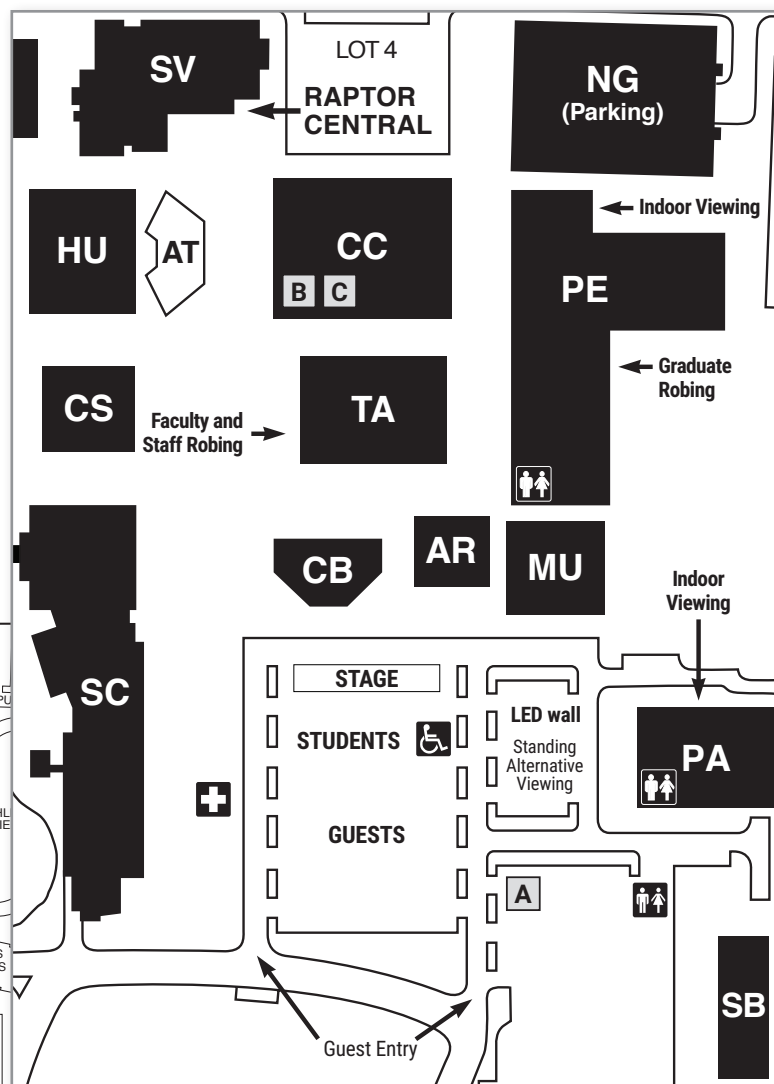 LOT 4
SV
RAPTOR
CENTRAL
NG
(Parking)
Indoor Viewing
HU
AT
CC
B
C
PE
Graduate
Robing
CS
Faculty and
Staff Robing
TA
CB
AR
MU
Indoor
Viewing
SC
STAGE
STUDENTS
GUESTS
LED wall
Standing
Alternative
Viewing
PA
A
SB
Guest Entry